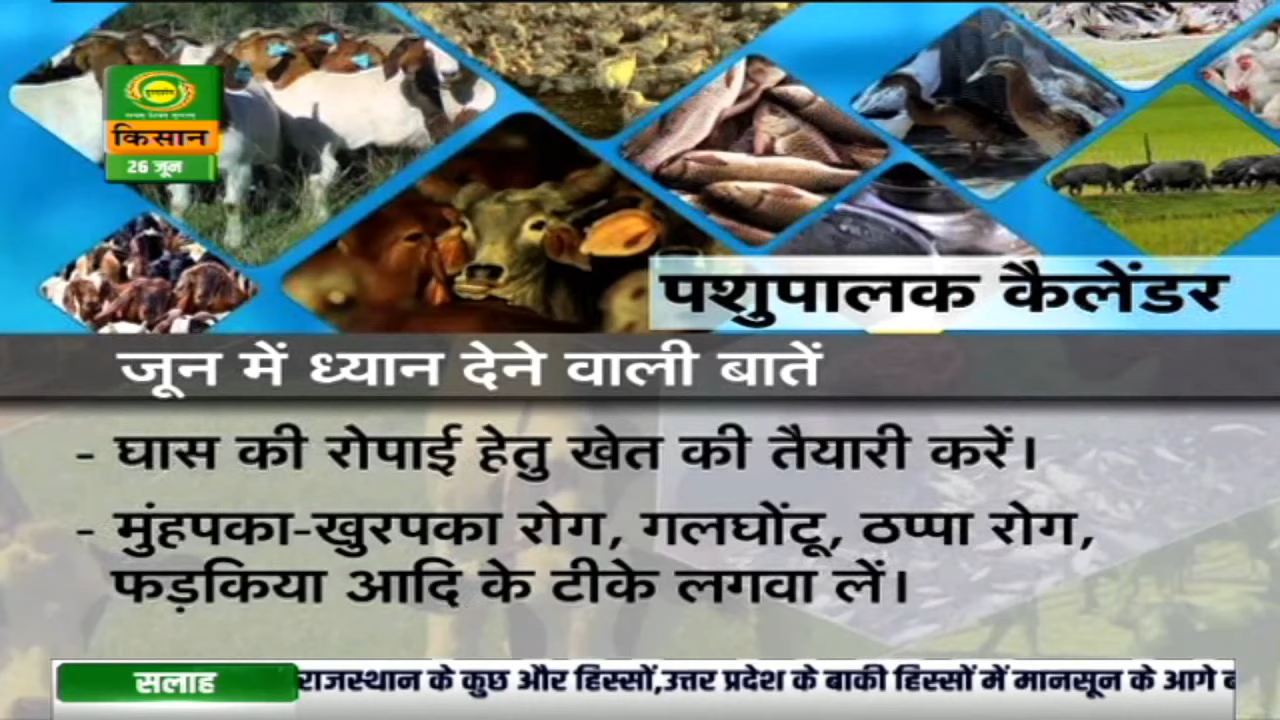 किसान
26 जून
पशुपालक कैलेंडर
जून में ध्यान देने वाली बातें
- घास की रोपाई हेतु खेत की तैयारी करें।
- मुंहपका-खुरपका रोग, गलघोंटू, ठप्पा रोग,
फड़किया आदि के टीके लगवा लें।
सलाह
राजस्थान के कुछ और हिस्सों,उत्तर प्रदेश के बाकी हिस्सों में मानसून के आगे